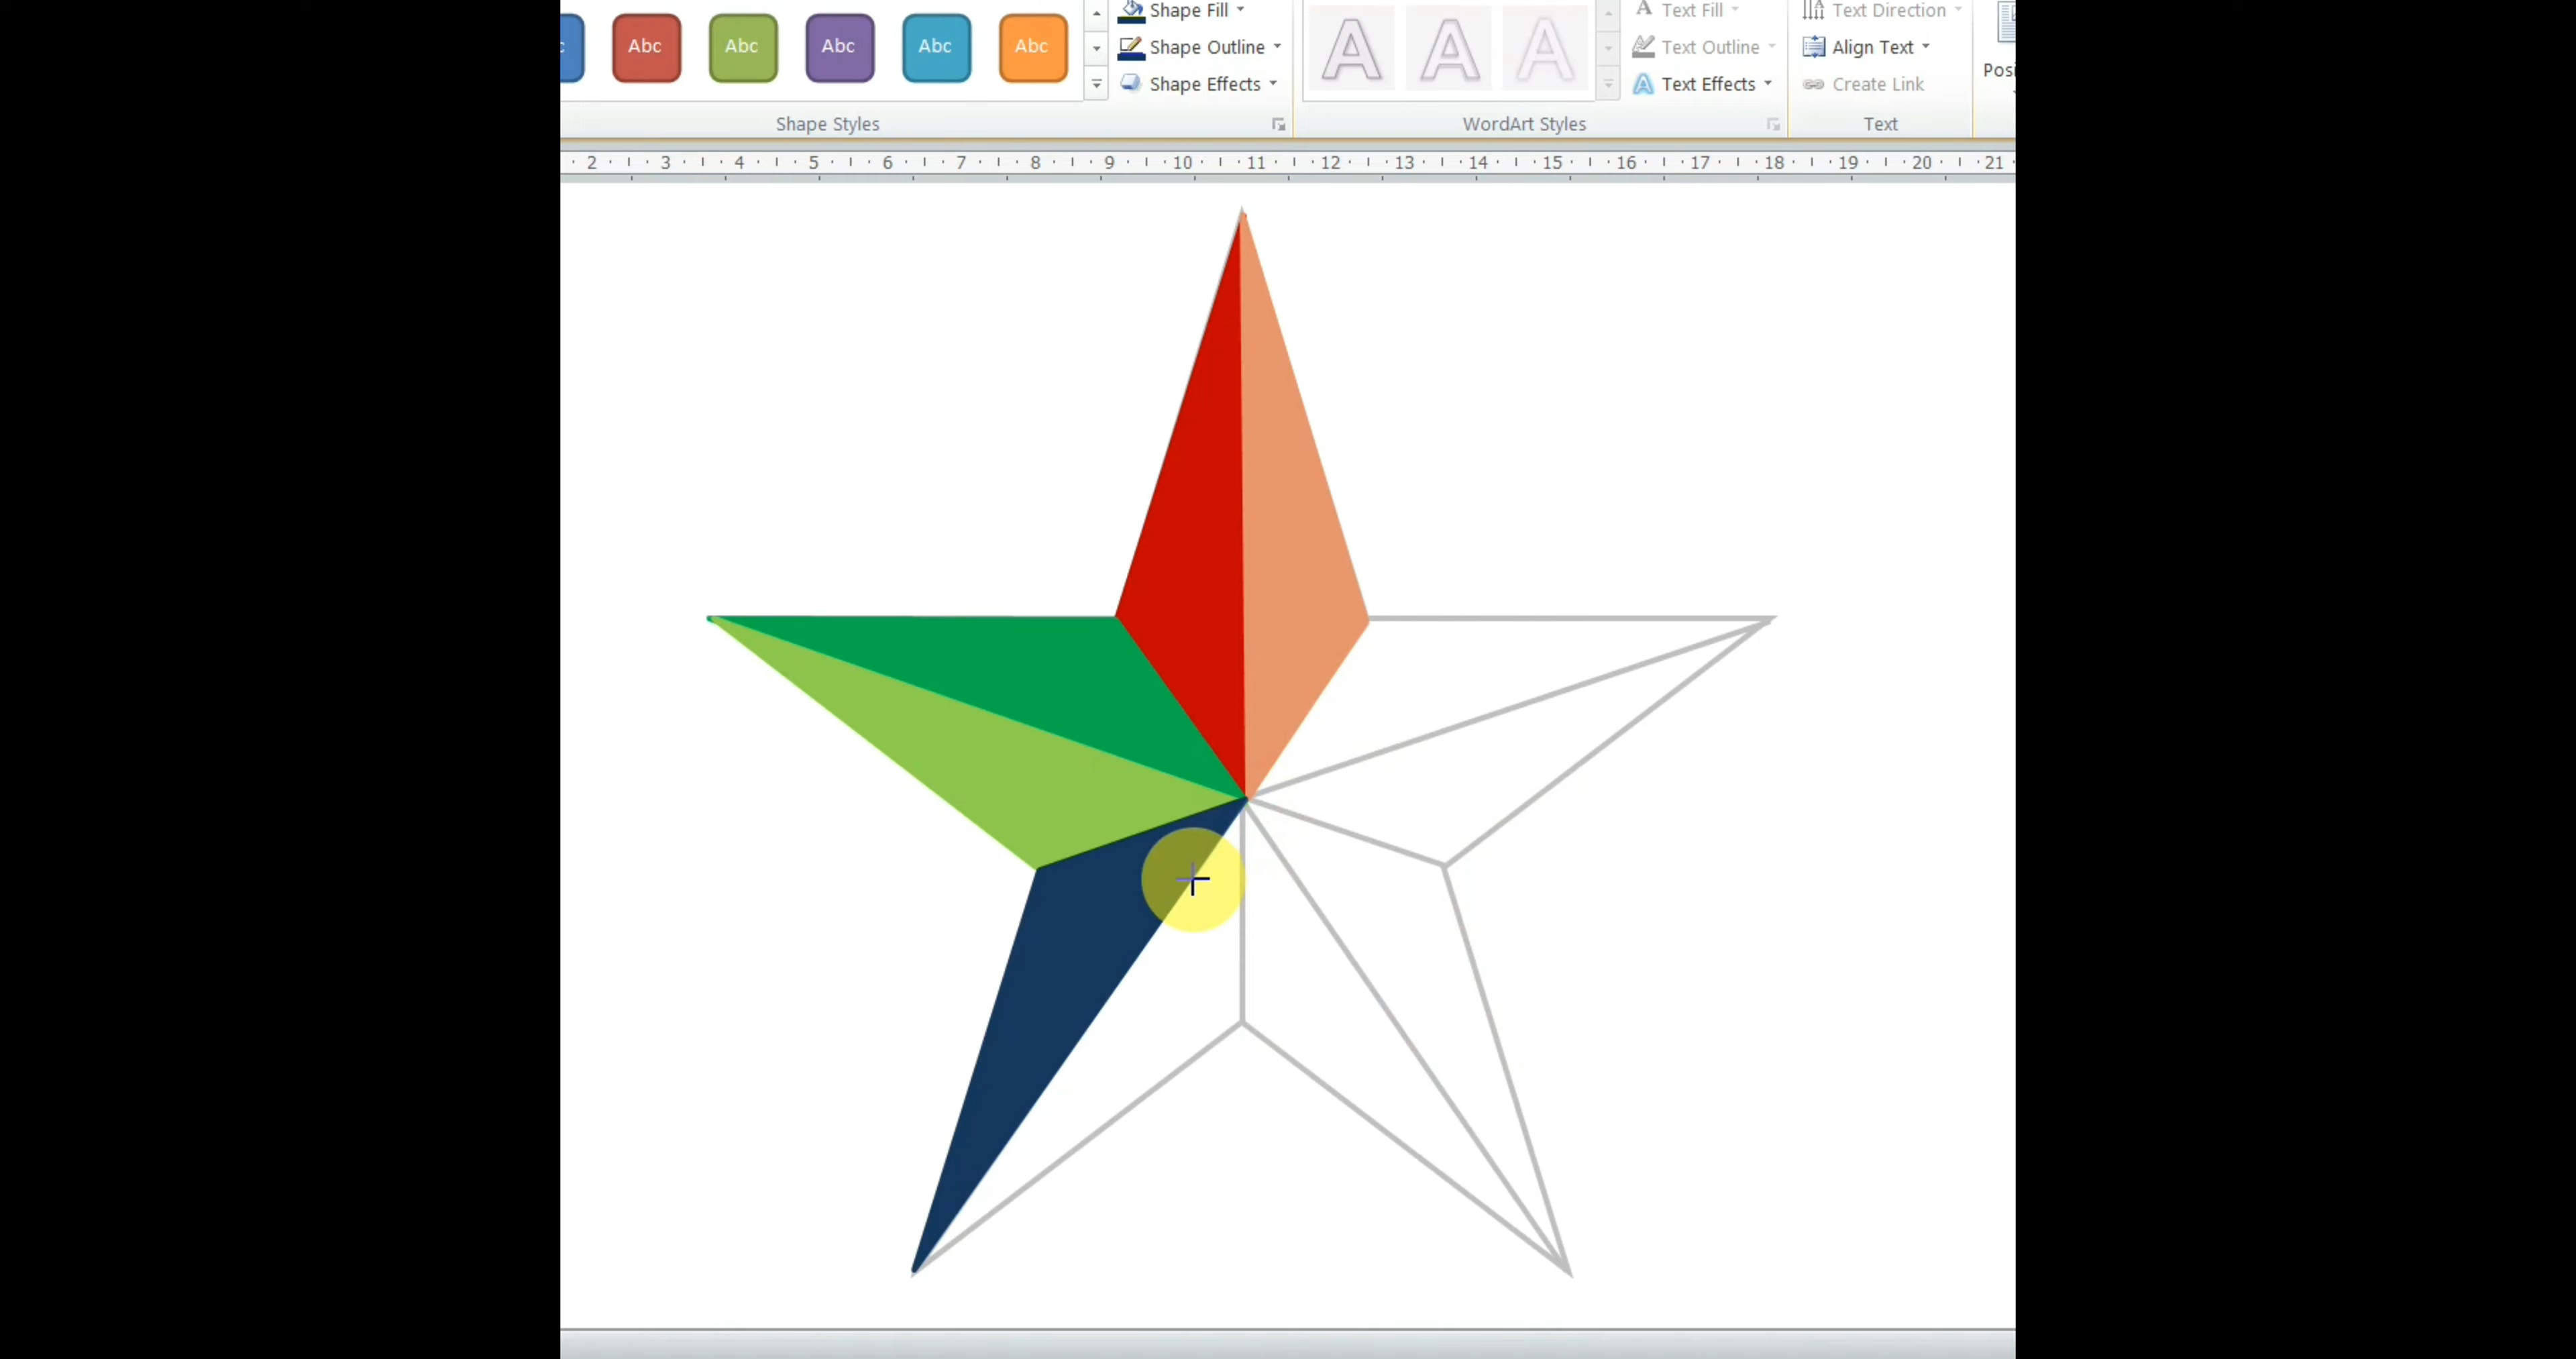 c Abc Abc Abc Abc Abc
Shape Fill
Shape Outline
Shape Effects
Shape Styles
A A A
A Text Fill
Text Outline
A Text Effects
WordArt Styles
Text Direction
Align Text
Create Link
Text
Posi
2 3 4 5 6 7 8 9 10 11 12 13 14 15 16 17 18 19 20 21